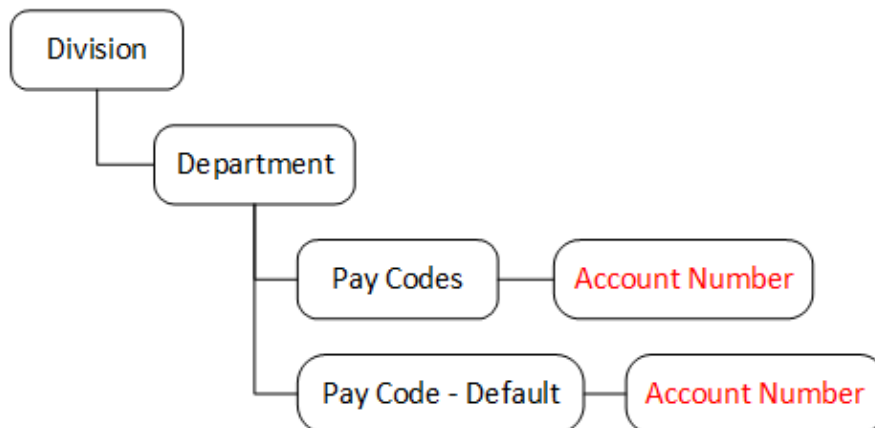 Division
Department
Pay Codes
Account Number
Pay Code - Default
Account Number